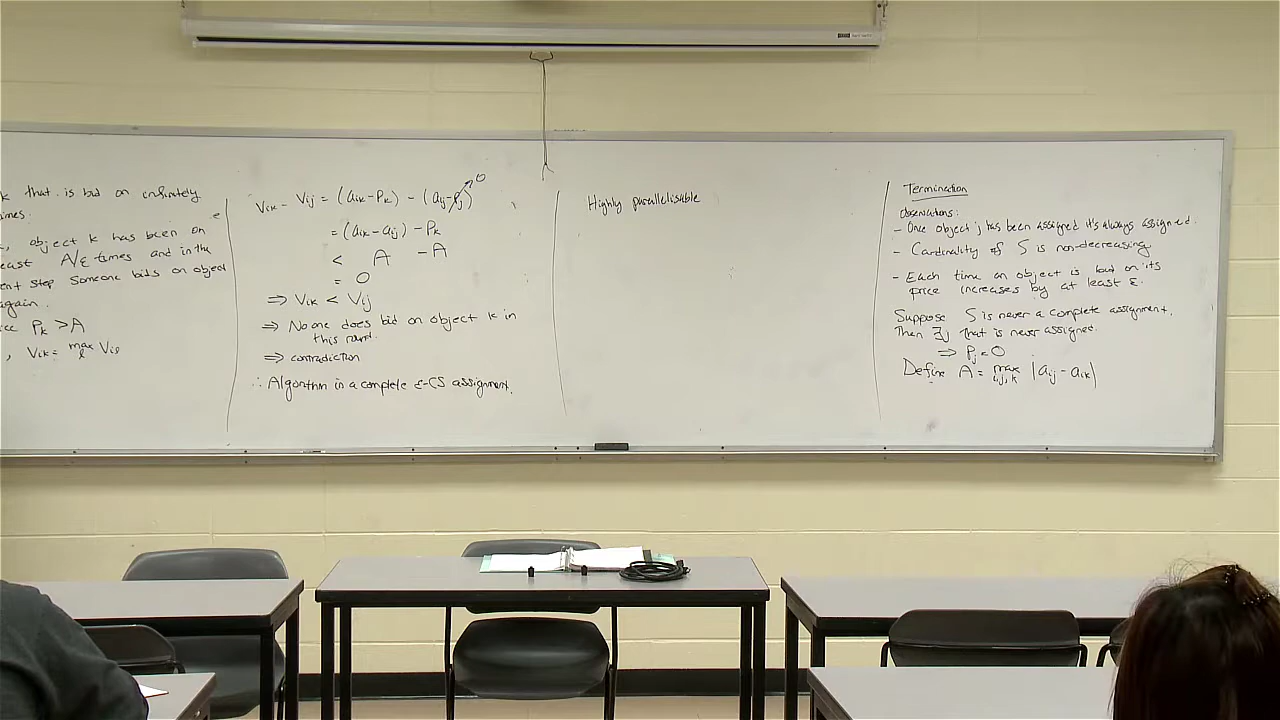 k that is bid on infinitely
times.
, object k has been on
least A/ε times and in the
ent step someone bids on object
again.
ce Pk > A
, Vik = max_l Vil
Vik - Vij = (aik - Pk) - (aij - Pj) 0
= (aik - aij) - Pk
< A - A
= 0
⇒ Vik < Vij
⇒ No one does bid on object k in
this round.
⇒ contradiction
∴ Algorithm in a complete ε-CS assignment.
Highly parallelisable
Termination
Observations:
- Once object j has been assigned it's always assigned.
- Cardinality of S is non-decreasing
- Each time an object is bid on its
price increases by at least ε.
Suppose S is never a complete assignment.
Then ∃j that is never assigned.
⇒ Pj = 0
Define A = max_i,j,k |aij - aik|